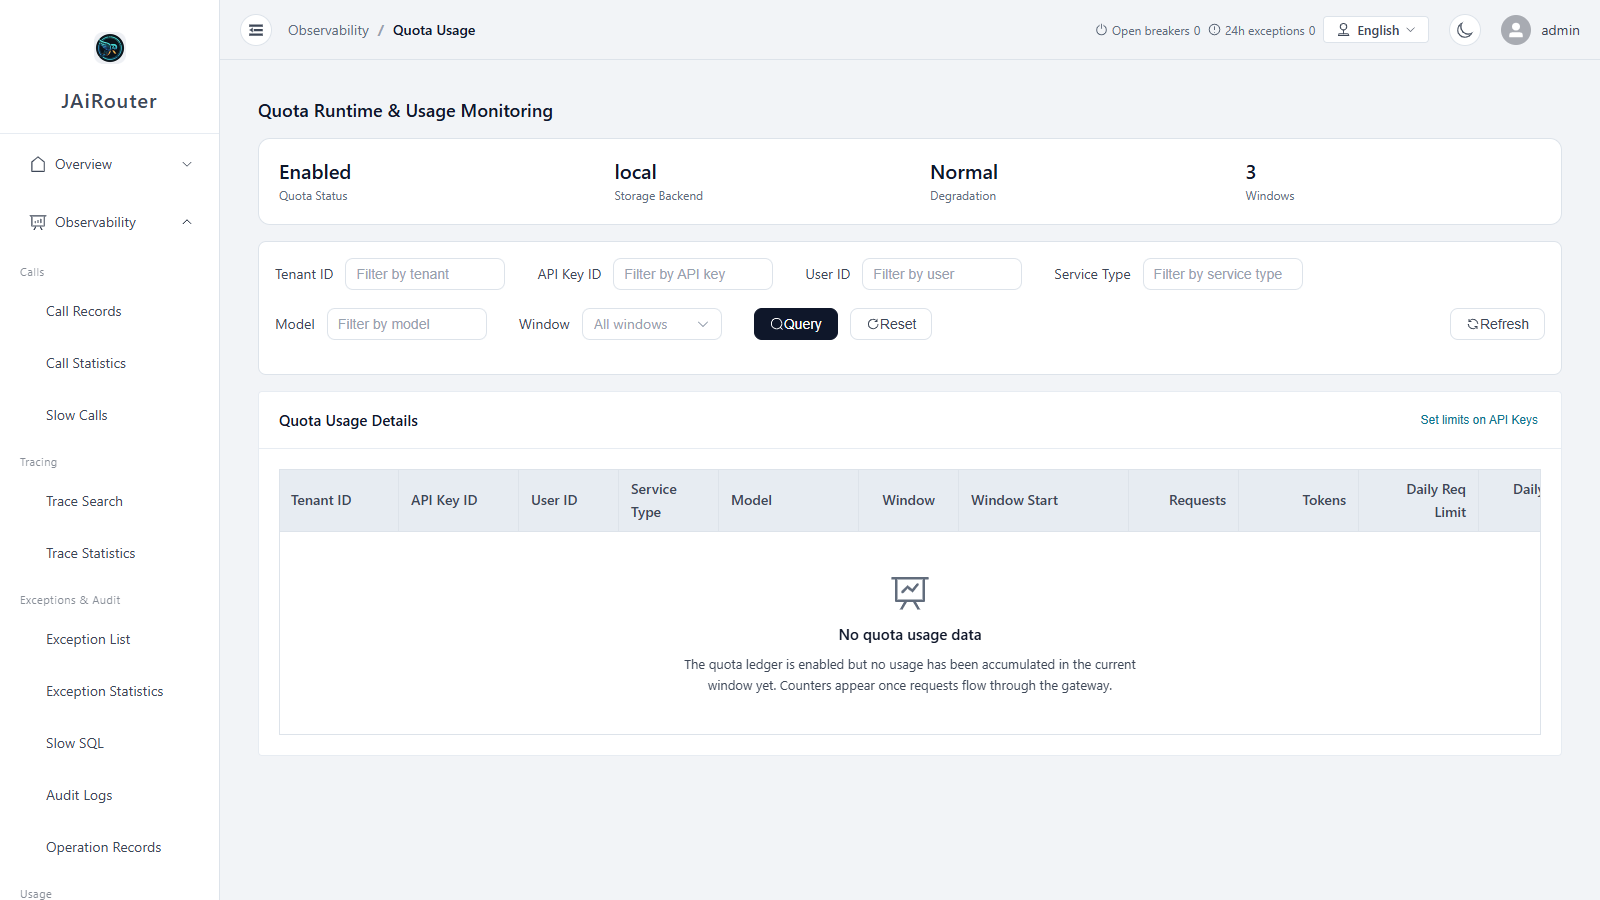 JAiRouter
Overview
Observability
Calls
Call Records
Call Statistics
Slow Calls
Tracing
Trace Search
Trace Statistics
Exceptions & Audit
Exception List
Exception Statistics
Slow SQL
Audit Logs
Operation Records
Usage
Observability / Quota Usage
Open breakers 0 24h exceptions 0 English admin
Quota Runtime & Usage Monitoring
Enabled local Normal 3
Quota Status Storage Backend Degradation Windows
Tenant ID Filter by tenant API Key ID Filter by API key User ID Filter by user Service Type Filter by service type
Model Filter by model Window All windows Query Reset Refresh
Quota Usage Details Set limits on API Keys
Tenant ID API Key ID User ID Service Type Model Window Window Start Requests Tokens Daily Req Limit Daily
No quota usage data
The quota ledger is enabled but no usage has been accumulated in the current
window yet. Counters appear once requests flow through the gateway.